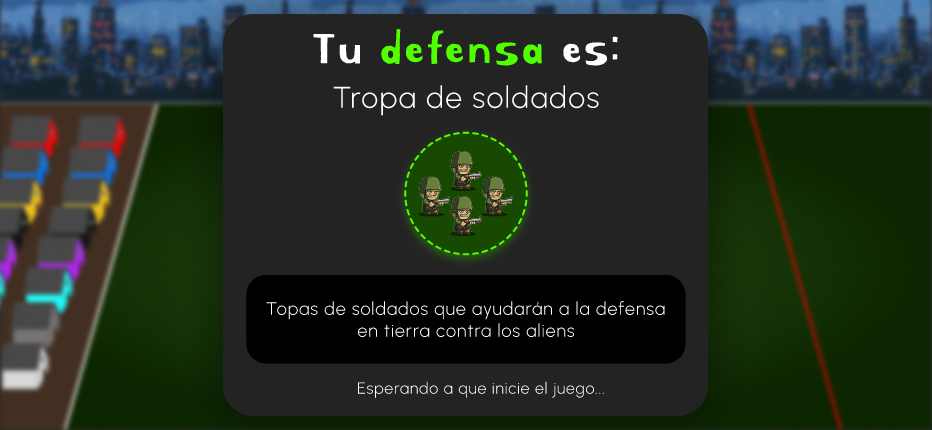 Tu defensa es:
Tropa de soldados
Topas de soldados que ayudarán a la defensa
en tierra contra los aliens
Esperando a que inicie el juego...